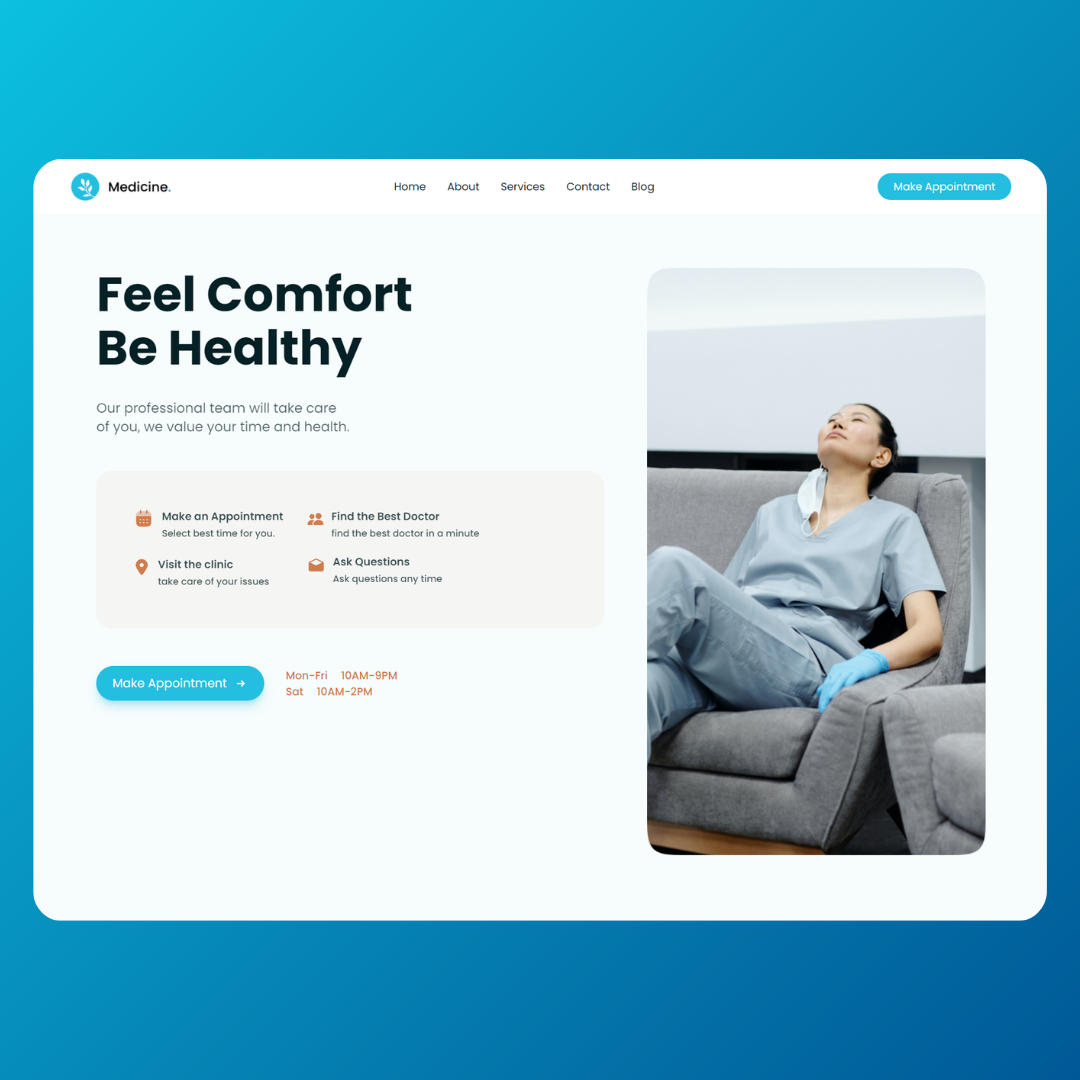 Medicine.
Home About Services Contact Blog
Make Appointment
Feel Comfort
Be Healthy
Our professional team will take care
of you, we value your time and health.
Make an Appointment
Select best time for you.
Find the Best Doctor
find the best doctor in a minute
Visit the clinic
take care of your issues
Ask Questions
Ask questions any time
Make Appointment →
Mon-Fri 10AM-9PM
Sat 10AM-2PM